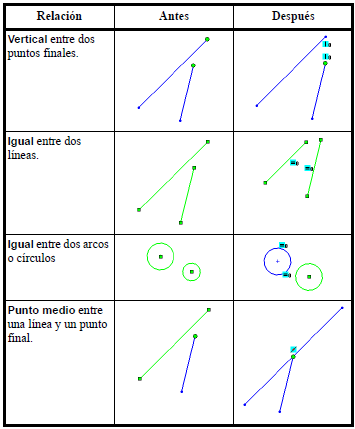 Relación Antes Después
Vertical entre dos
puntos finales.
Igual entre dos
líneas.
Igual entre dos arcos
o círculos
Punto medio entre
una línea y un punto
final.